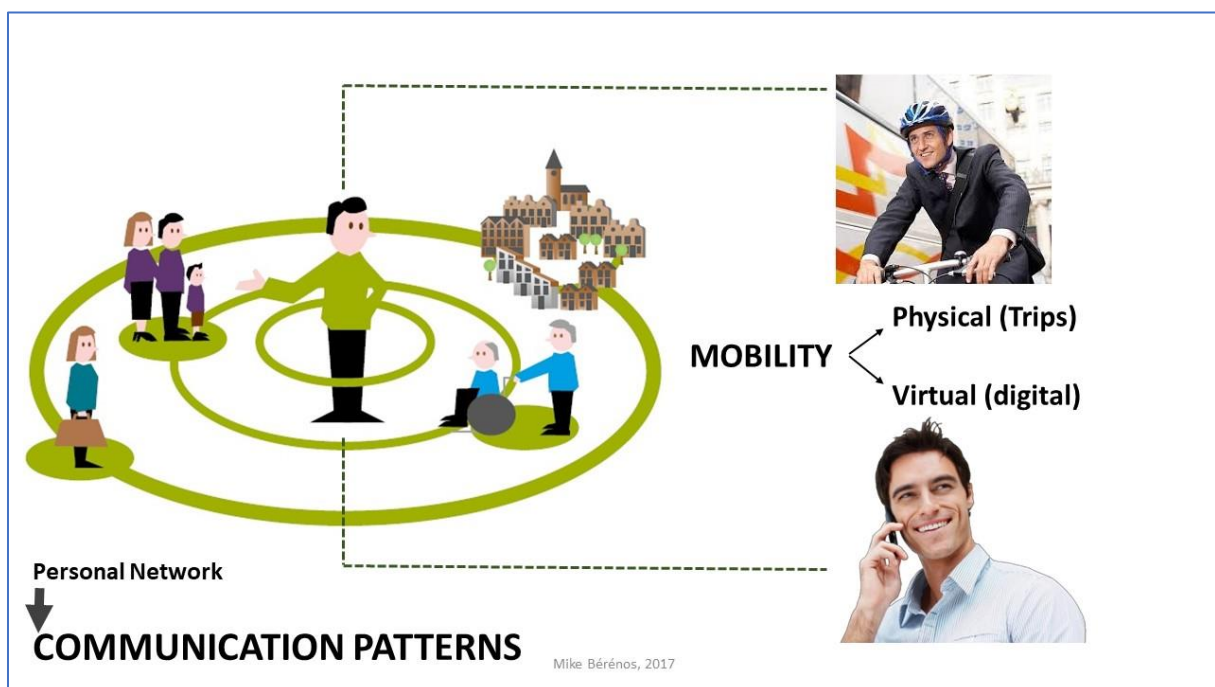 Physical (Trips)
MOBILITY
Virtual (digital)
Personal Network
COMMUNICATION PATTERNS
Mike Bérénos, 2017